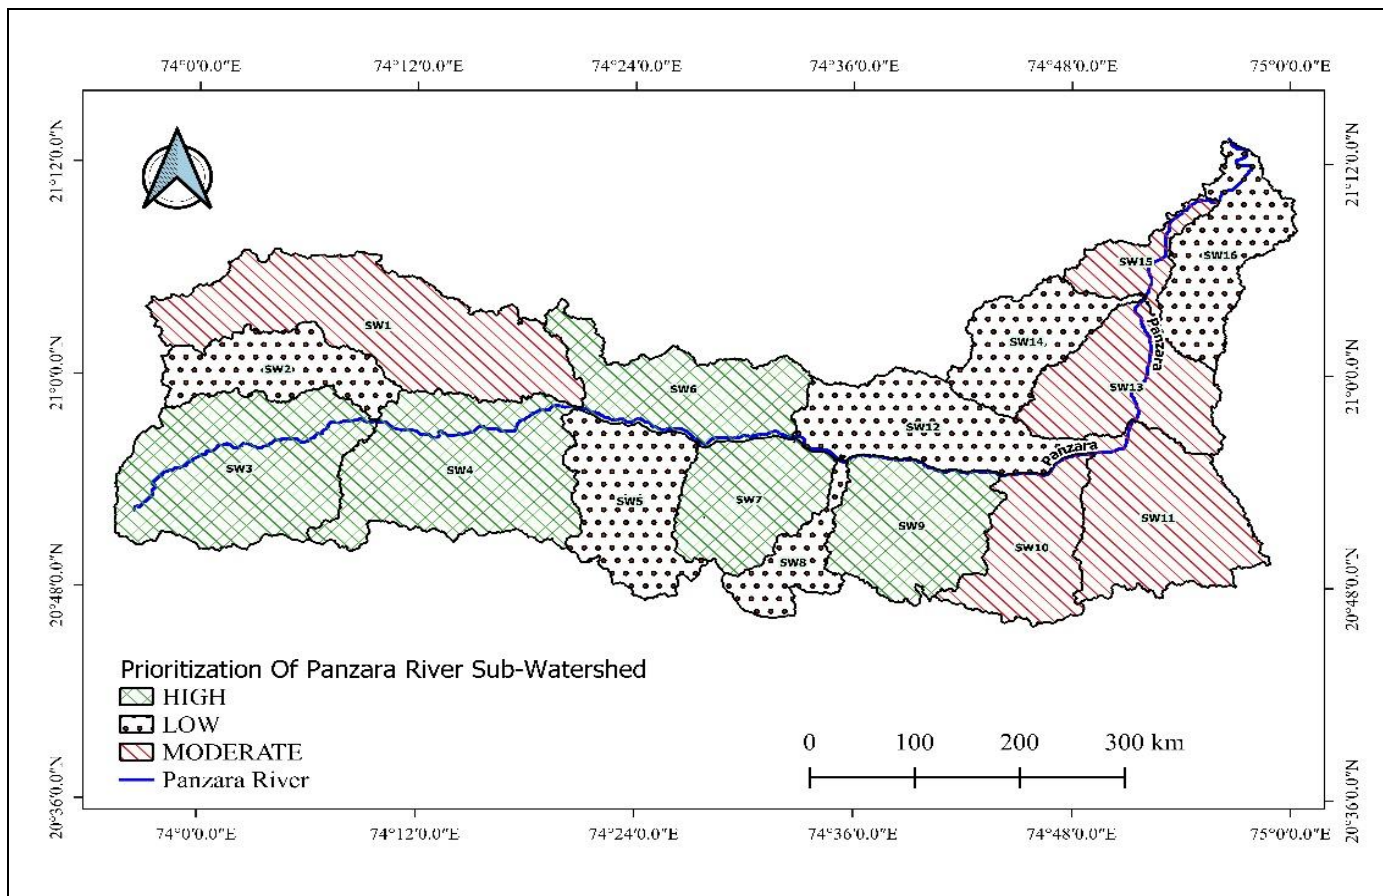 74°0'0.0"E 74°12'0.0"E 74°24'0.0"E 74°36'0.0"E 74°48'0.0"E 75°0'0.0"E
21°12'0.0"N 21°12'0.0"N
21°0'0.0"N 21°0'0.0"N
20°48'0.0"N 20°48'0.0"N
20°36'0.0"N 20°36'0.0"N
SW16
SW15
SW1
Panzara
SW14
SW2
SW6
SW13
SW12
Panzara
SW3
SW4
SW5
SW7
SW11
SW9
SW10
SW8
Prioritization Of Panzara River Sub-Watershed
HIGH
LOW
MODERATE
Panzara River
0 100 200 300 km
74°0'0.0"E 74°12'0.0"E 74°24'0.0"E 74°36'0.0"E 74°48'0.0"E 75°0'0.0"E